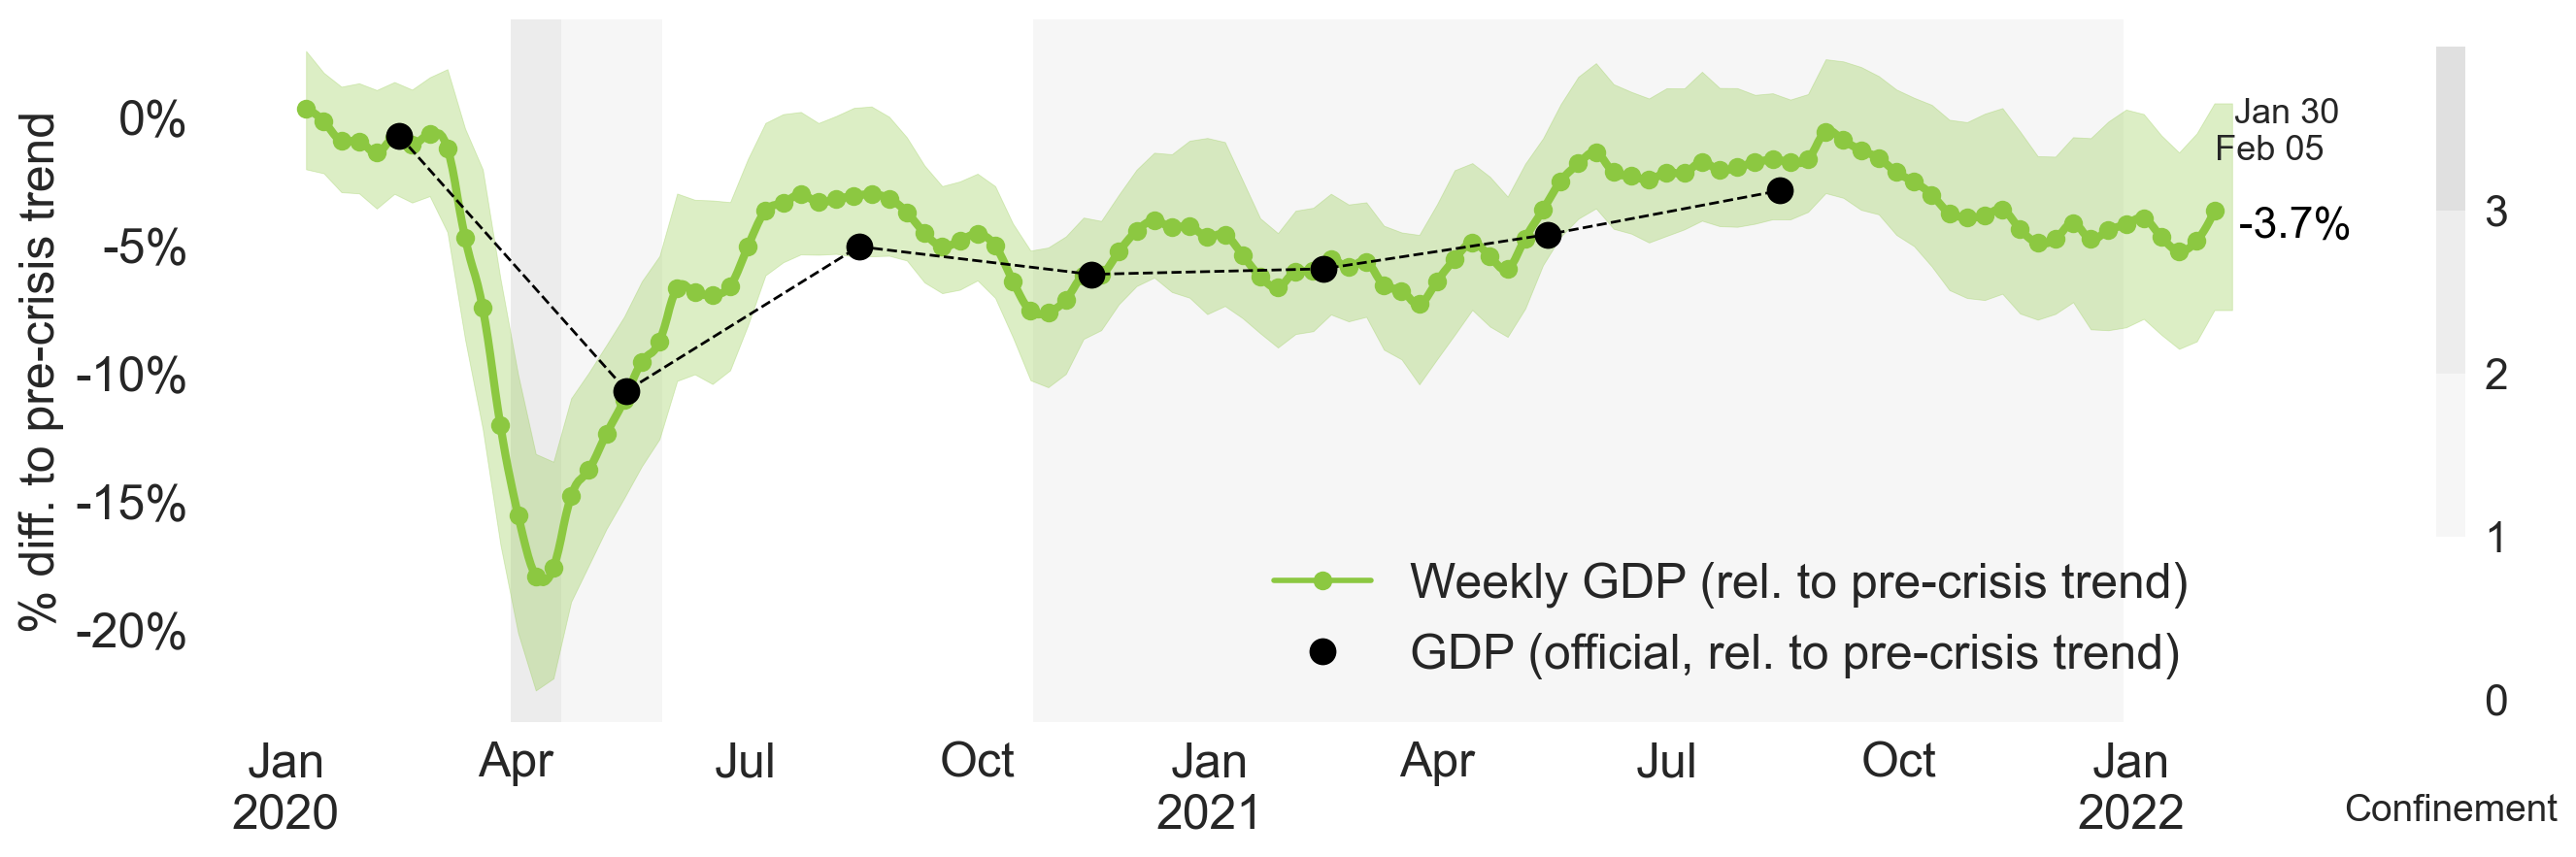 % diff. to pre-crisis trend
0%
-5%
-10%
-15%
-20%
Jan 30
Feb 05
-3.7%
Weekly GDP (rel. to pre-crisis trend)
GDP (official, rel. to pre-crisis trend)
Jan
2020
Apr
Jul
Oct
Jan
2021
Apr
Jul
Oct
Jan
2022
3
2
1
0
Confinement